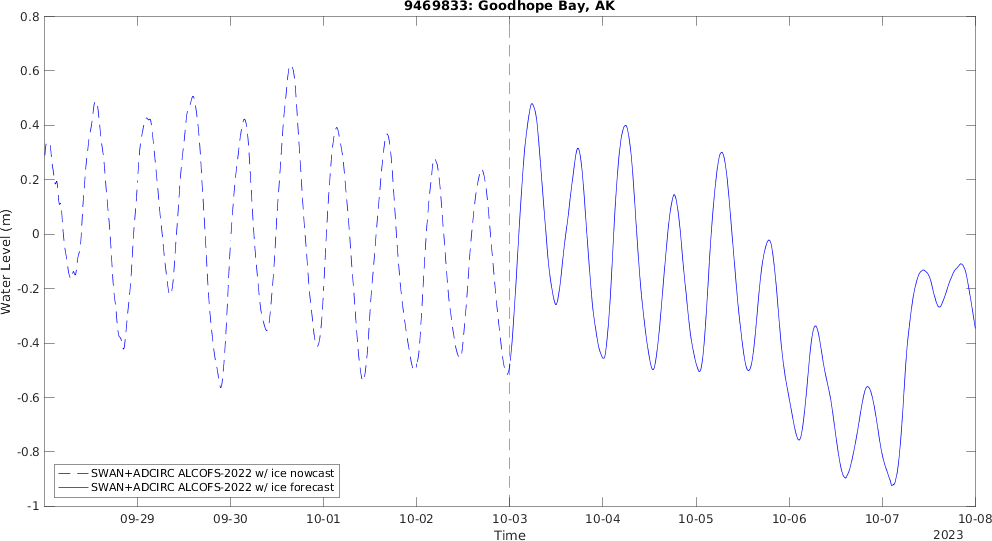 9469833: Goodhope Bay, AK
0.8
0.6
0.4
0.2
0
-0.2
-0.4
-0.6
-0.8
-1
Water Level (m)
SWAN+ADCIRC ALCOFS-2022 w/ ice nowcast
SWAN+ADCIRC ALCOFS-2022 w/ ice forecast
09-29 09-30 10-01 10-02 10-03 10-04 10-05 10-06 10-07 10-08
Time
2023